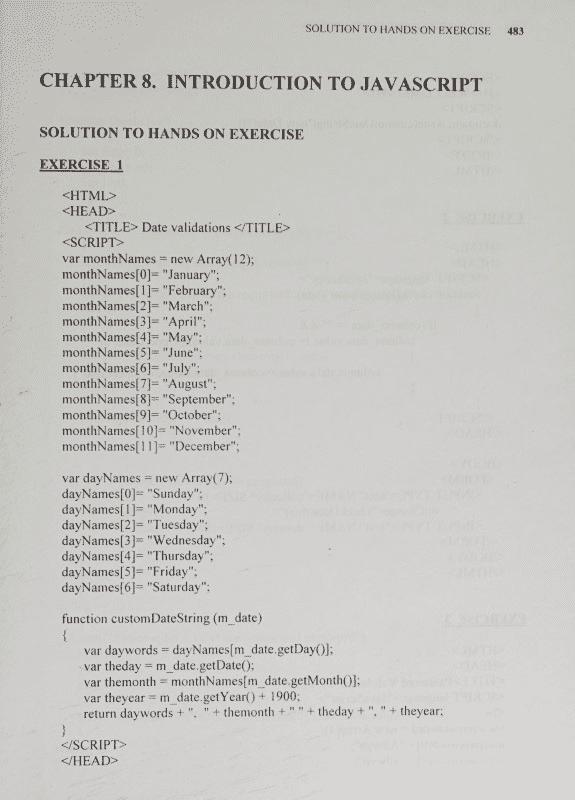 SOLUTION TO HANDS ON EXERCISE 483
CHAPTER 8. INTRODUCTION TO JAVASCRIPT
SOLUTION TO HANDS ON EXERCISE
EXERCISE 1
<HTML>
<HEAD>
<TITLE> Date validations </TITLE>
<SCRIPT>
var monthNames = new Array(12);
monthNames[0]= "January";
monthNames[1]= "February";
monthNames[2]= "March";
monthNames[3]= "April";
monthNames[4]= "May";
monthNames[5]= "June";
monthNames[6]= "July";
monthNames[7]= "August";
monthNames[8]= "September";
monthNames[9]= "October";
monthNames[10]= "November";
monthNames[11]= "December";
var dayNames = new Array(7);
dayNames[0]= "Sunday";
dayNames[1]= "Monday";
dayNames[2]= "Tuesday";
dayNames[3]= "Wednesday";
dayNames[4]= "Thursday";
dayNames[5]= "Friday";
dayNames[6]= "Saturday";
function customDateString (m_date)
{
var daywords = dayNames[m_date.getDay()];
var theday = m_date.getDate();
var themonth = monthNames[m_date.getMonth()];
var theyear = m_date.getYear() + 1900;
return daywords + ", " + themonth + " " + theday + ", " + theyear;
}
</SCRIPT>
</HEAD>